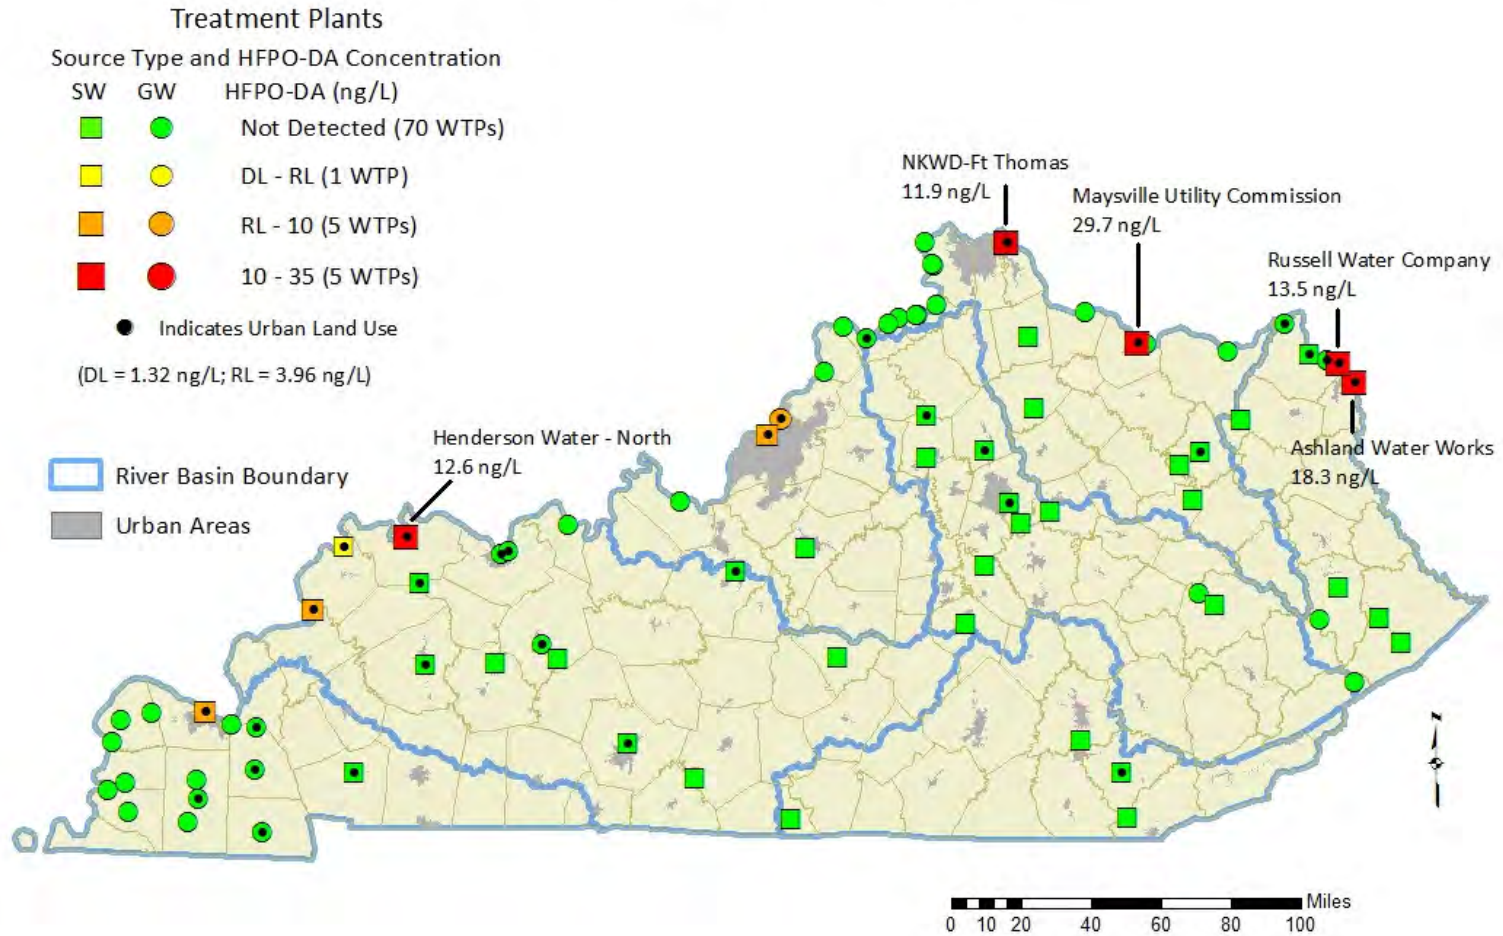 Treatment Plants
Source Type and HFPO-DA Concentration
SW GW HFPO-DA (ng/L)
Not Detected (70 WTPs)
DL - RL (1 WTP)
RL - 10 (5 WTPs)
10 - 35 (5 WTPs)
Indicates Urban Land Use
(DL = 1.32 ng/L; RL = 3.96 ng/L)
River Basin Boundary
Urban Areas
NKWD-Ft Thomas
11.9 ng/L
Maysville Utility Commission
29.7 ng/L
Russell Water Company
13.5 ng/L
Henderson Water - North
12.6 ng/L
Ashland Water Works
18.3 ng/L
N
Miles
0 10 20 40 60 80 100